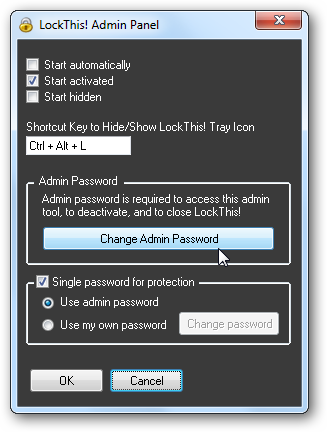 LockThis! Admin Panel
Start automatically
Start activated
Start hidden
Shortcut Key to Hide/Show LockThis! Tray Icon
Ctrl + Alt + L
Admin Password
Admin password is required to access this admin
tool, to deactivate, and to close LockThis!
Change Admin Password
Single password for protection
Use admin password
Use my own password
Change password
OK
Cancel